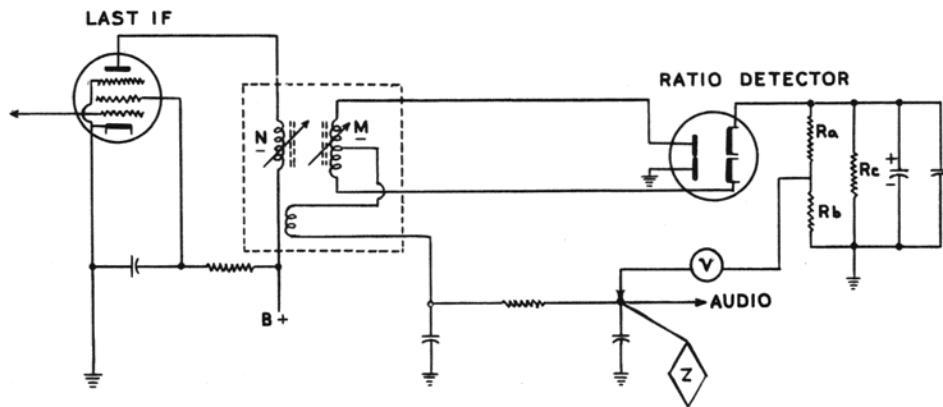 LAST IF
RATIO DETECTOR
N
M
Ra
Rc
+
-
Rb
V
B+
AUDIO
Z